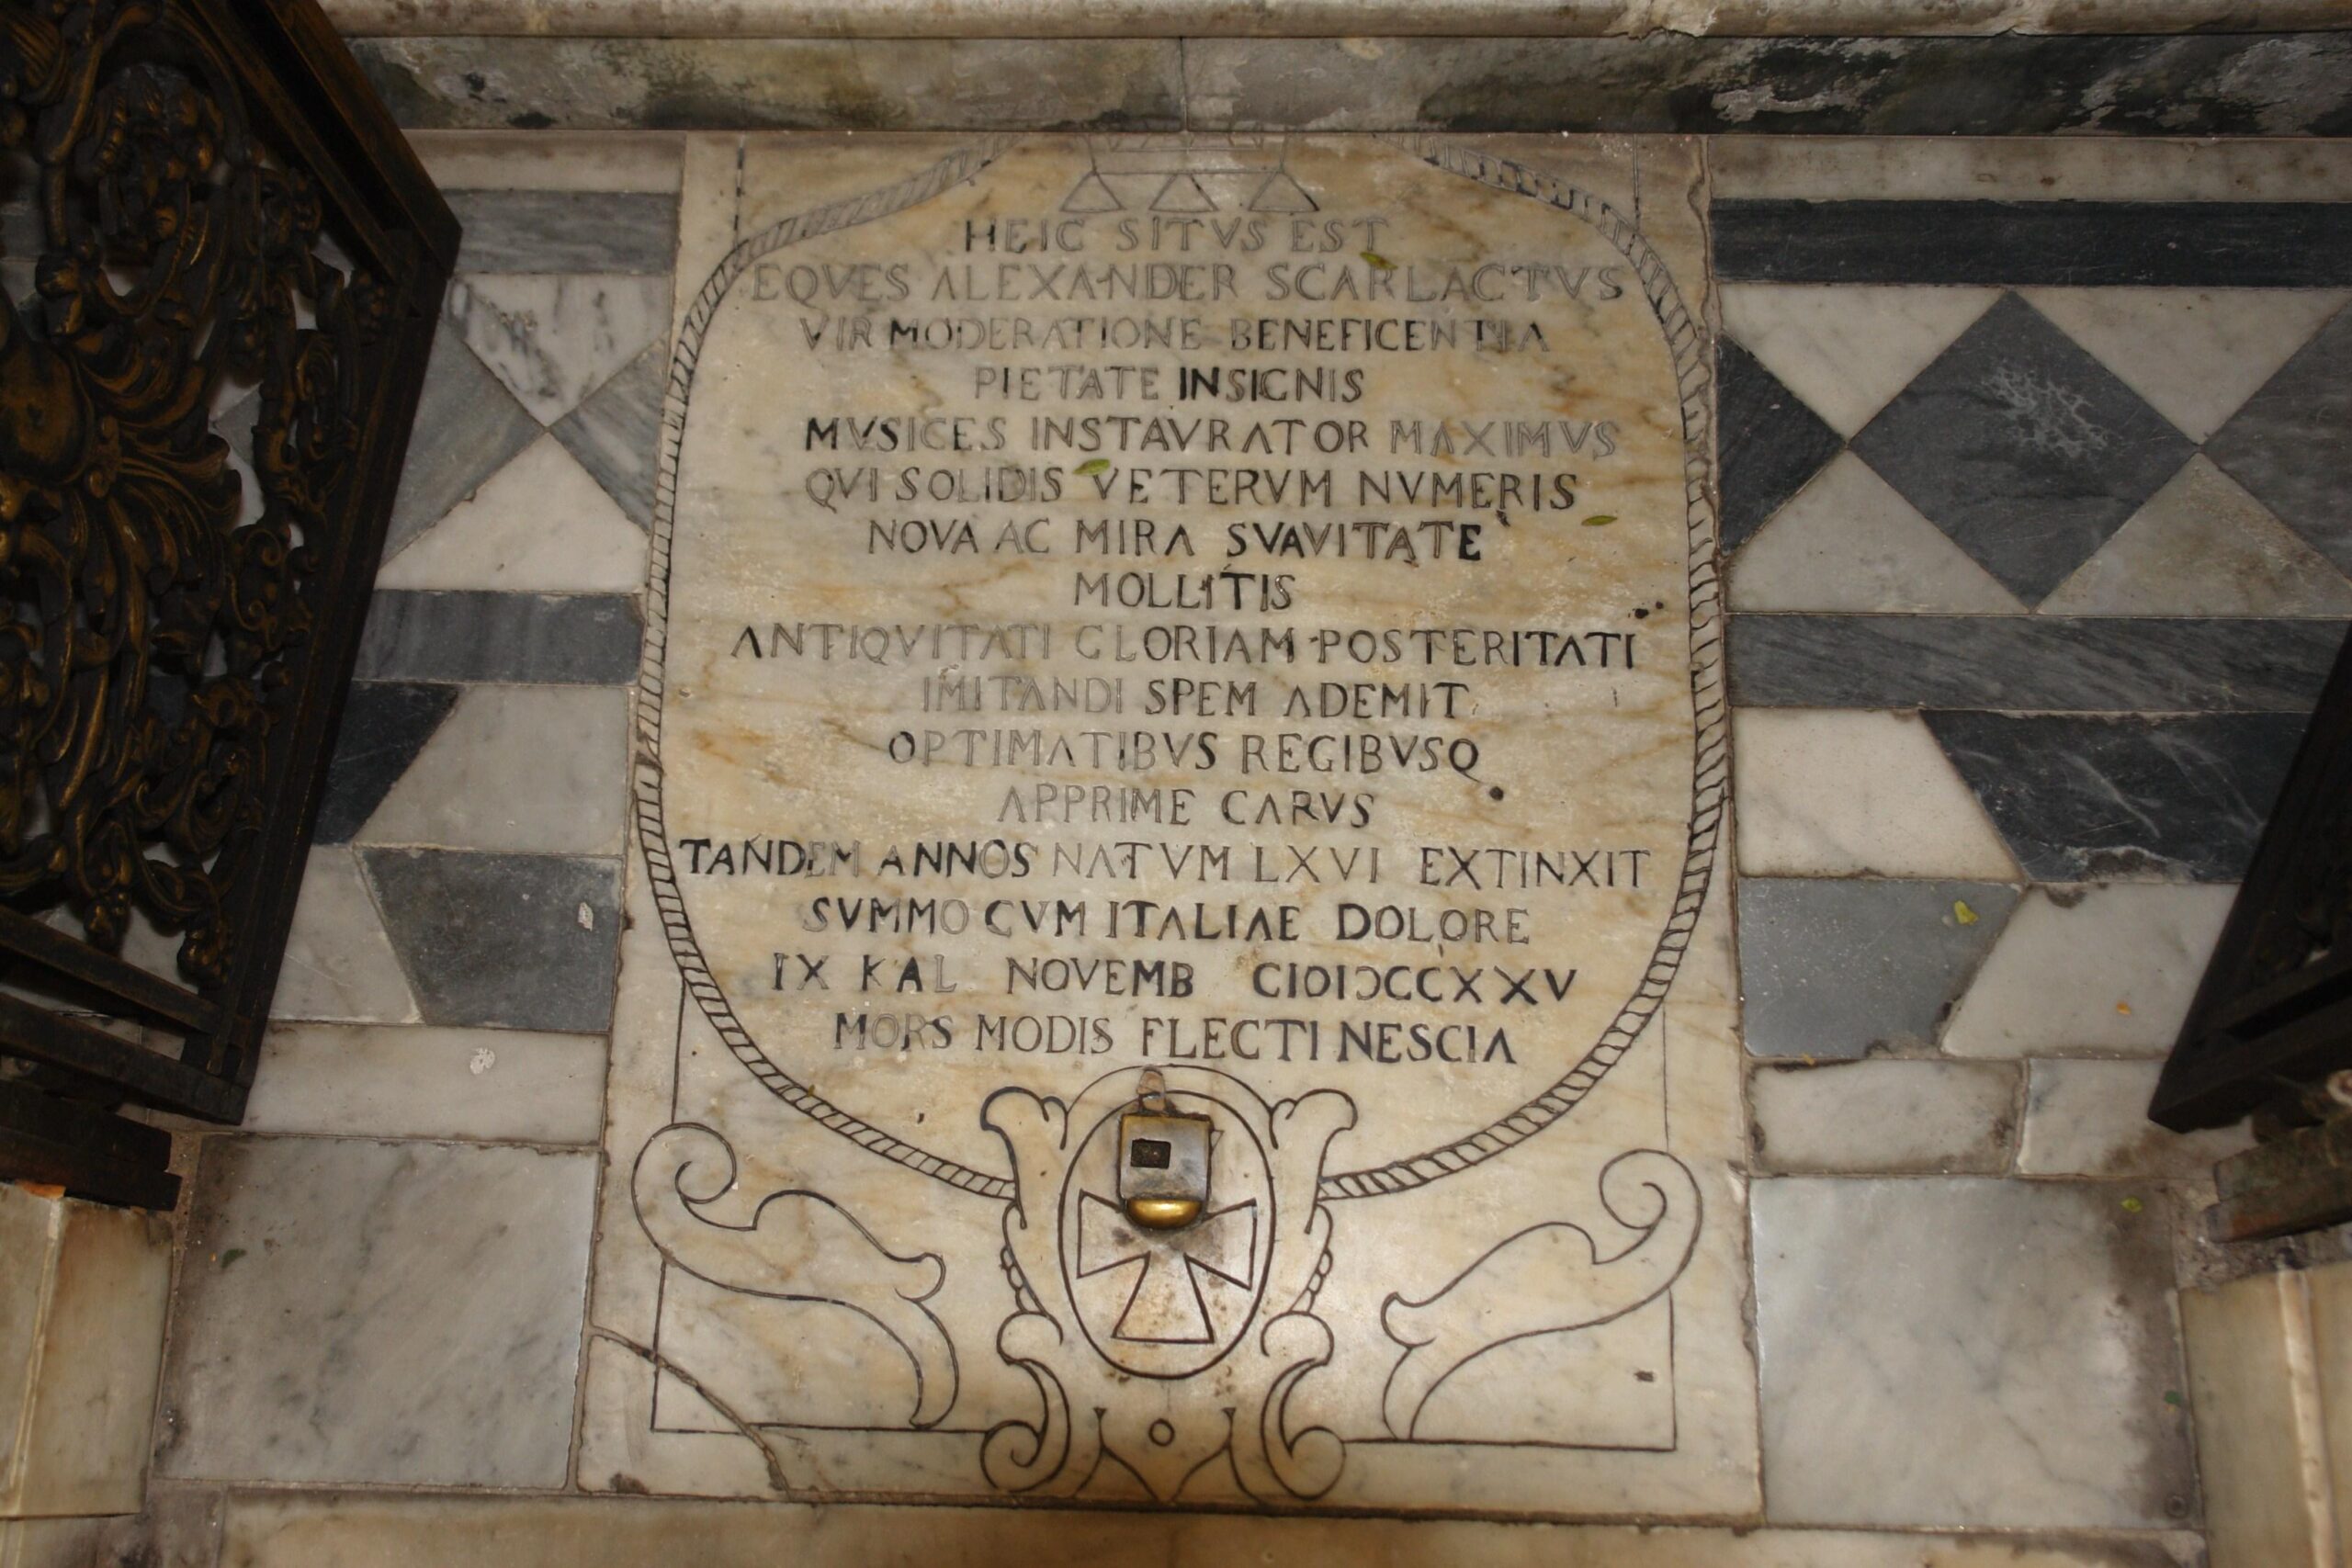 HEIC SITVS EST
EQVES ALEXANDER SCARLACTVS
VIR MODERATIONE BENEFICENTIA
PIETATE INSIGNIS
MVSICES INSTAVRATOR MAXIMVS
QVI SOLIDIS VETERVM NVMERIS
NOVA AC MIRA SVAVITATE
MOLLITIS
ANTIQVITATI GLORIAM POSTERITATI
IMITANDI SPEM ADEMIT
OPTIMATIBVS REGIBVSQ
APPRIME CARVS
TANDEM ANNOS NATVM LXVI EXTINXIT
SVMMO CVM ITALIAE DOLORE
IX KAL NOVEMB CIƆIƆCCXXV
MORS MODIS FLECTI NESCIA